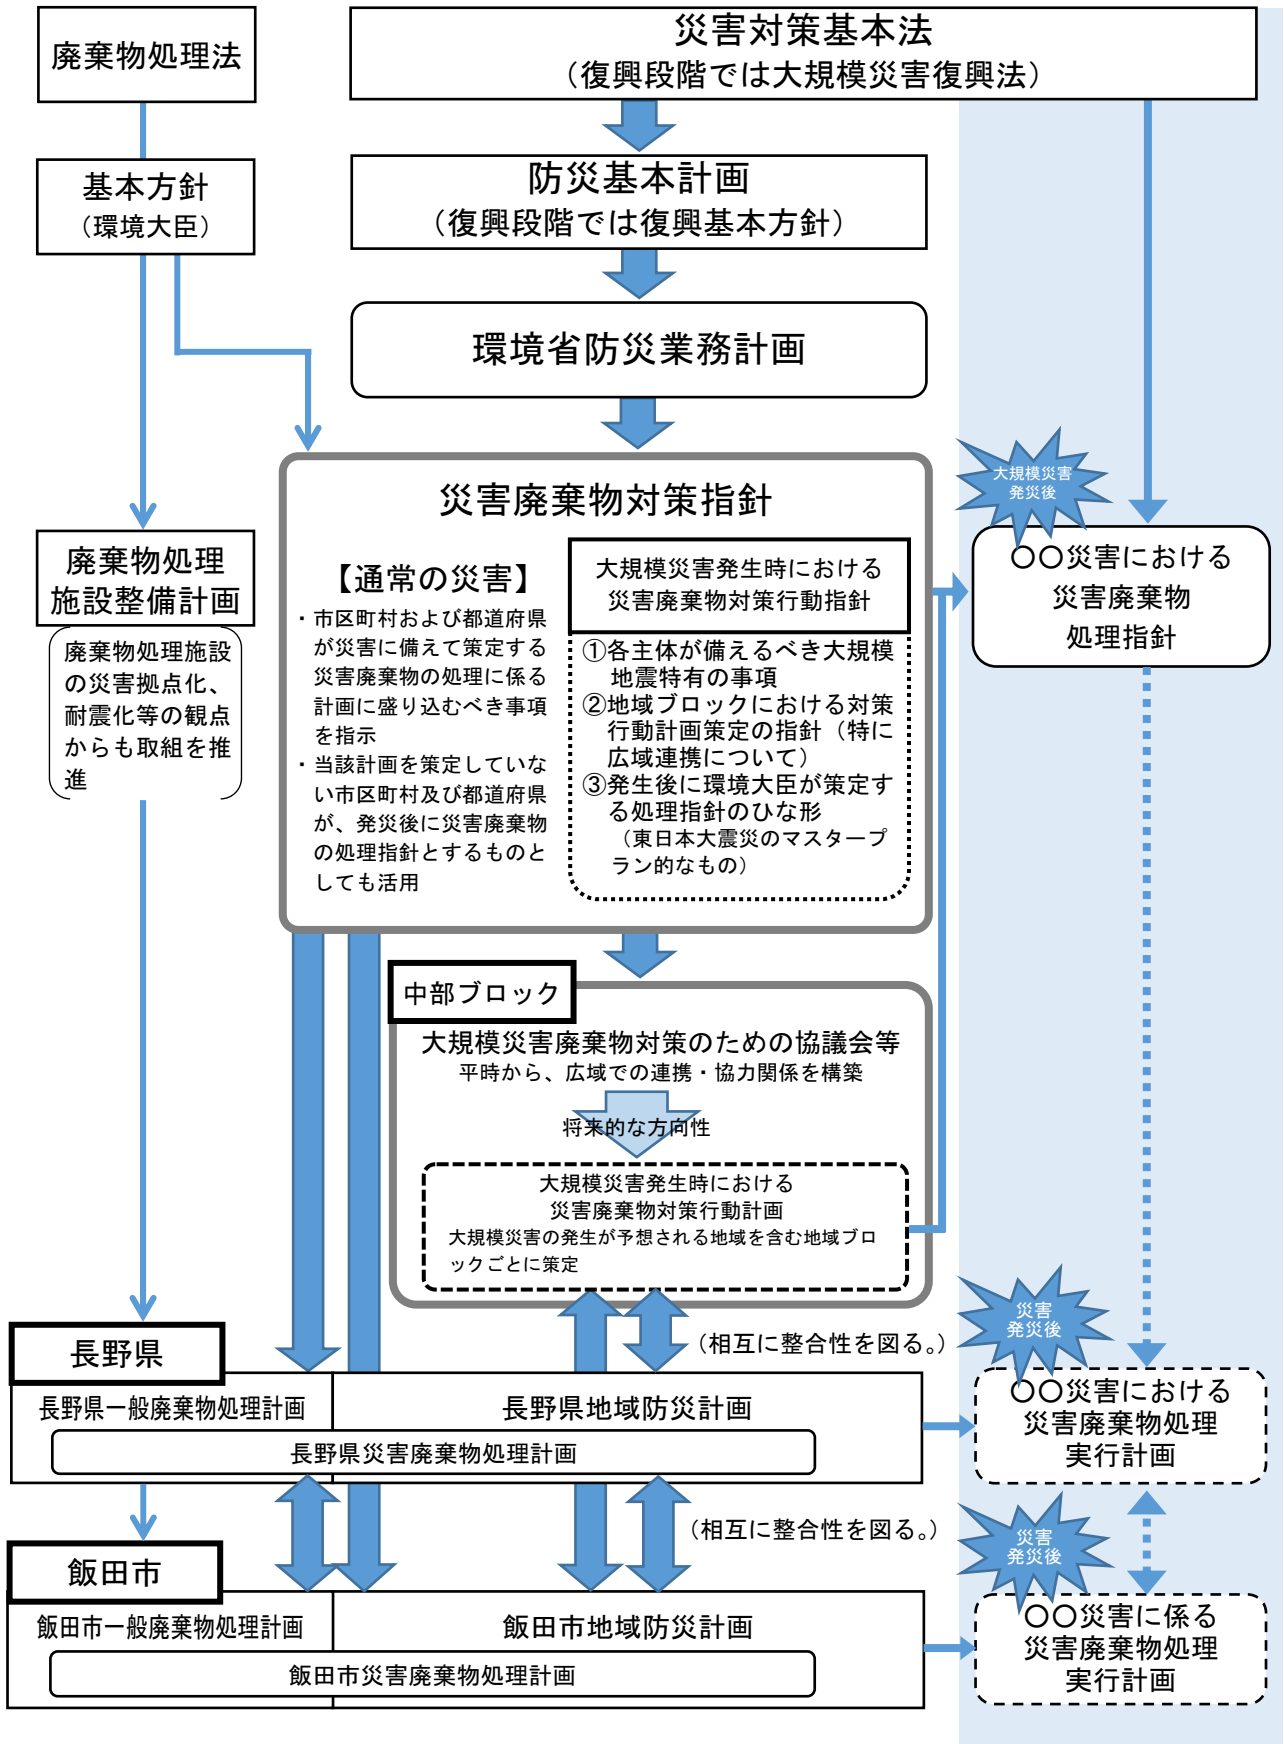 廃棄物処理法
災害対策基本法
（復興段階では大規模災害復興法）
基本方針
（環境大臣）
防災基本計画
（復興段階では復興基本方針）
環境省防災業務計画
大規模災害
発災後
災害廃棄物対策指針
廃棄物処理
施設整備計画
廃棄物処理施設
の災害拠点化、
耐震化等の観点
からも取組を推
進
【通常の災害】
・市区町村および都道府県
が災害に備えて策定する
災害廃棄物の処理に係る
計画に盛り込むべき事項
を指示
・当該計画を策定していな
い市区町村及び都道府県
が、発災後に災害廃棄物
の処理指針とするものと
しても活用
大規模災害発生時における
災害廃棄物対策行動指針
①各主体が備えるべき大規模
地震特有の事項
②地域ブロックにおける対策
行動計画策定の指針（特に
広域連携について）
③発生後に環境大臣が策定す
る処理指針のひな形
（東日本大震災のマスタープ
ラン的なもの）
〇〇災害における
災害廃棄物
処理指針
中部ブロック
大規模災害廃棄物対策のための協議会等
平時から、広域での連携・協力関係を構築
将来的な方向性
大規模災害発生時における
災害廃棄物対策行動計画
大規模災害の発生が予想される地域を含む地域ブロ
ックごとに策定
（相互に整合性を図る。）
災害
発災後
長野県
長野県一般廃棄物処理計画
長野県地域防災計画
長野県災害廃棄物処理計画
〇〇災害における
災害廃棄物処理
実行計画
（相互に整合性を図る。）
災害
発災後
飯田市
飯田市一般廃棄物処理計画
飯田市地域防災計画
飯田市災害廃棄物処理計画
〇〇災害に係る
災害廃棄物処理
実行計画